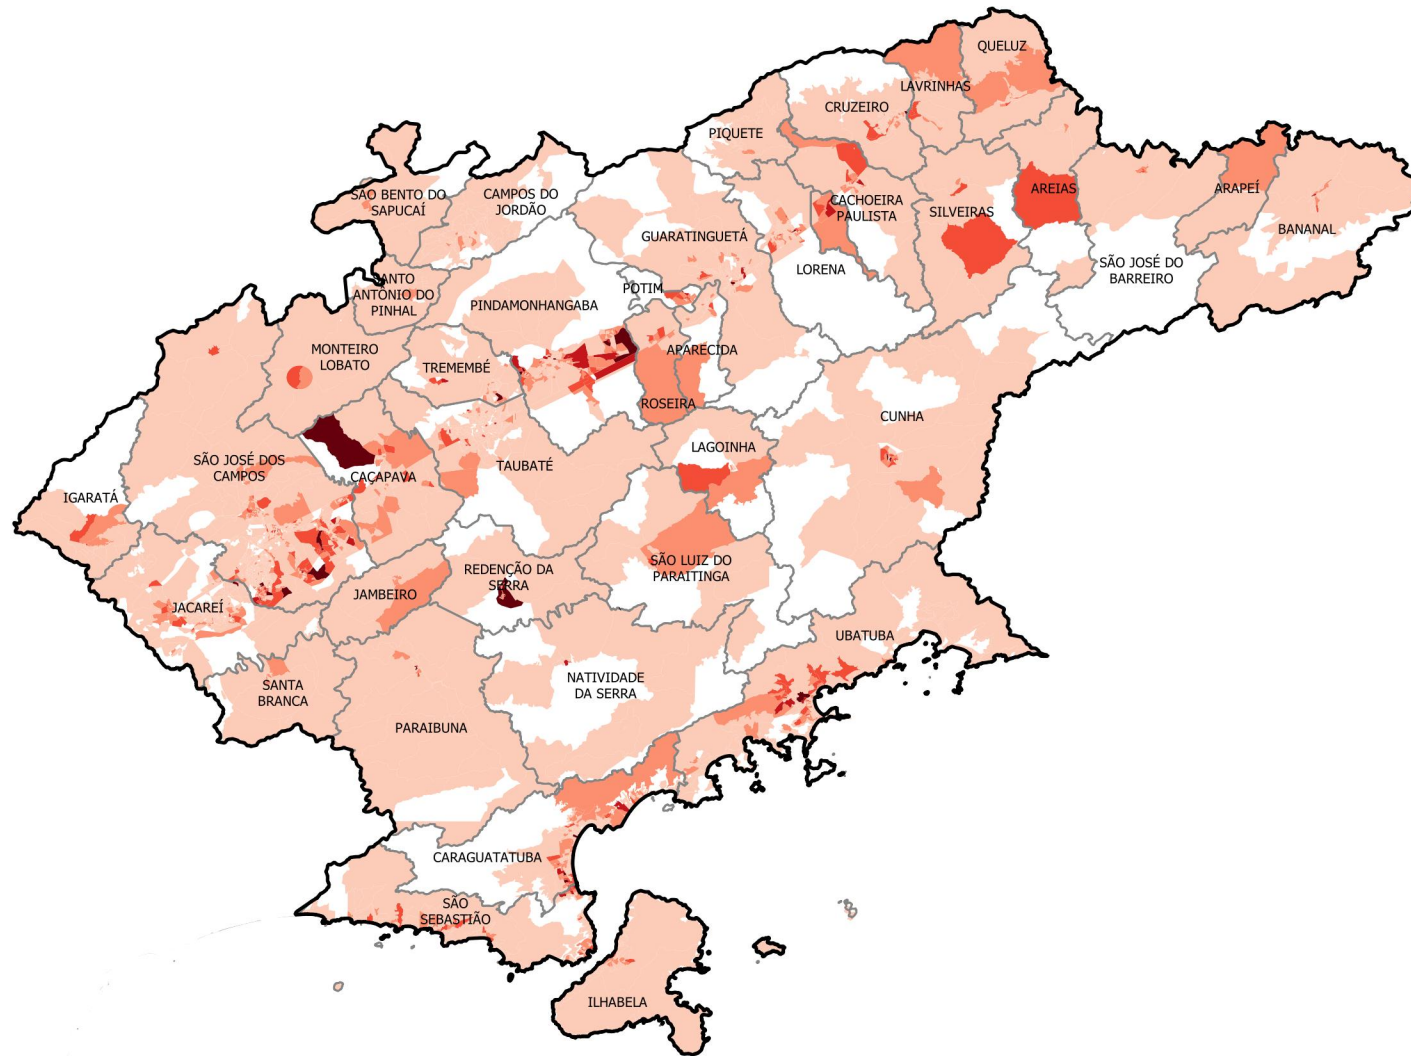 QUELUZ
LAVRINHAS
CRUZEIRO
PIQUETE
SAO BENTO DO
SAPUCAÍ
CAMPOS DO
JORDÃO
CACHOEIRA
PAULISTA
SILVEIRAS
AREIAS
ARAPEÍ
BANANAL
GUARATINGUETÁ
LORENA
SÃO JOSÉ DO
BARREIRO
SANTO
ANTÔNIO DO
PINHAL
POTIM
PINDAMONHANGABA
MONTEIRO
LOBATO
TREMEMBÉ
APARECIDA
ROSEIRA
CUNHA
LAGOINHA
SÃO JOSÉ DOS
CAMPOS
CAÇAPAVA
TAUBATÉ
IGARATÁ
REDENÇÃO DA
SERRA
SÃO LUIZ DO
PARAITINGA
JAMBEIRO
JACAREÍ
UBATUBA
NATIVIDADE
DA SERRA
SANTA
BRANCA
PARAIBUNA
CARAGUATATUBA
SÃO
SEBASTIÃO
ILHABELA